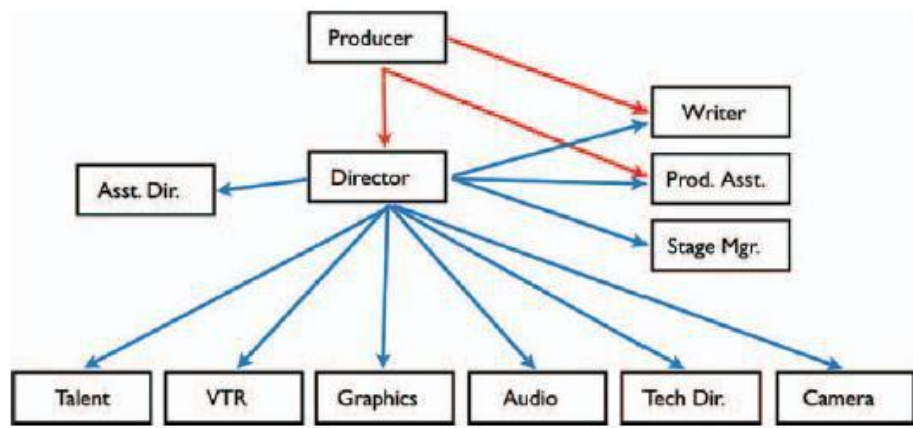 Producer
Writer
Director
Prod. Asst.
Asst. Dir.
Stage Mgr.
Talent
VTR
Graphics
Audio
Tech Dir.
Camera